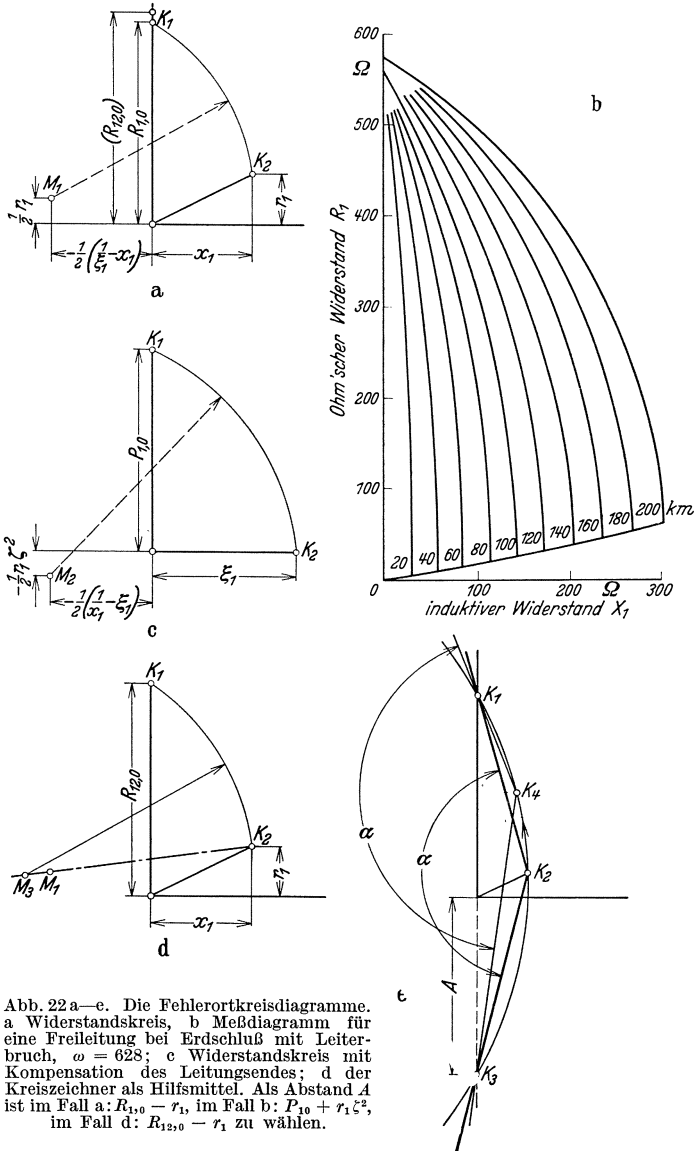 K₁
(R₁₂,₀)
R₁,₀
K₂
M₁
½ r₁
r₁
-½(1/ξ₁ - x₁)
x₁
a
600
Ω
500
400
300
200
100
0
Ohm'scher Widerstand R₁
b
20 40 60 80 100 120 140 160 180 200 km
0 100 200 Ω 300
induktiver Widerstand X₁
K₁
P₁,₀
K₂
-½ r₁ ζ²
M₂
-½(1/x₁ - ξ₁)
ξ₁
c
K₁
R₁₂,₀
K₂
M₃ M₁
r₁
x₁
d
K₁
K₄
α
α
K₂
A
K₃
Abb. 22 a—e. Die Fehlerortkreisdiagramme.
a Widerstandskreis, b Meßdiagramm für
eine Freileitung bei Erdschluß mit Leiter-
bruch, ω = 628; c Widerstandskreis mit
Kompensation des Leitungsendes; d der
Kreiszeichner als Hilfsmittel. Als Abstand A
ist im Fall a: R₁,₀ — r₁, im Fall b: P₁₀ + r₁ζ²,
im Fall d: R₁₂,₀ — r₁ zu wählen.